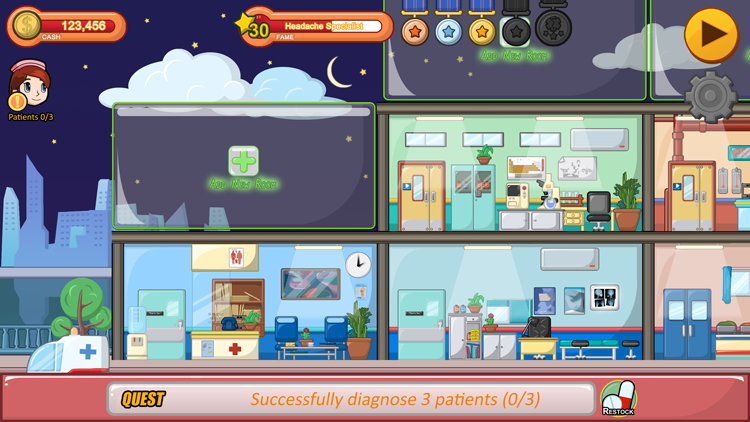 123,456
CASH
30
Headache Specialist
FAME
Patients 0/3
QUEST
Successfully diagnose 3 patients (0/3)
RESTOCK